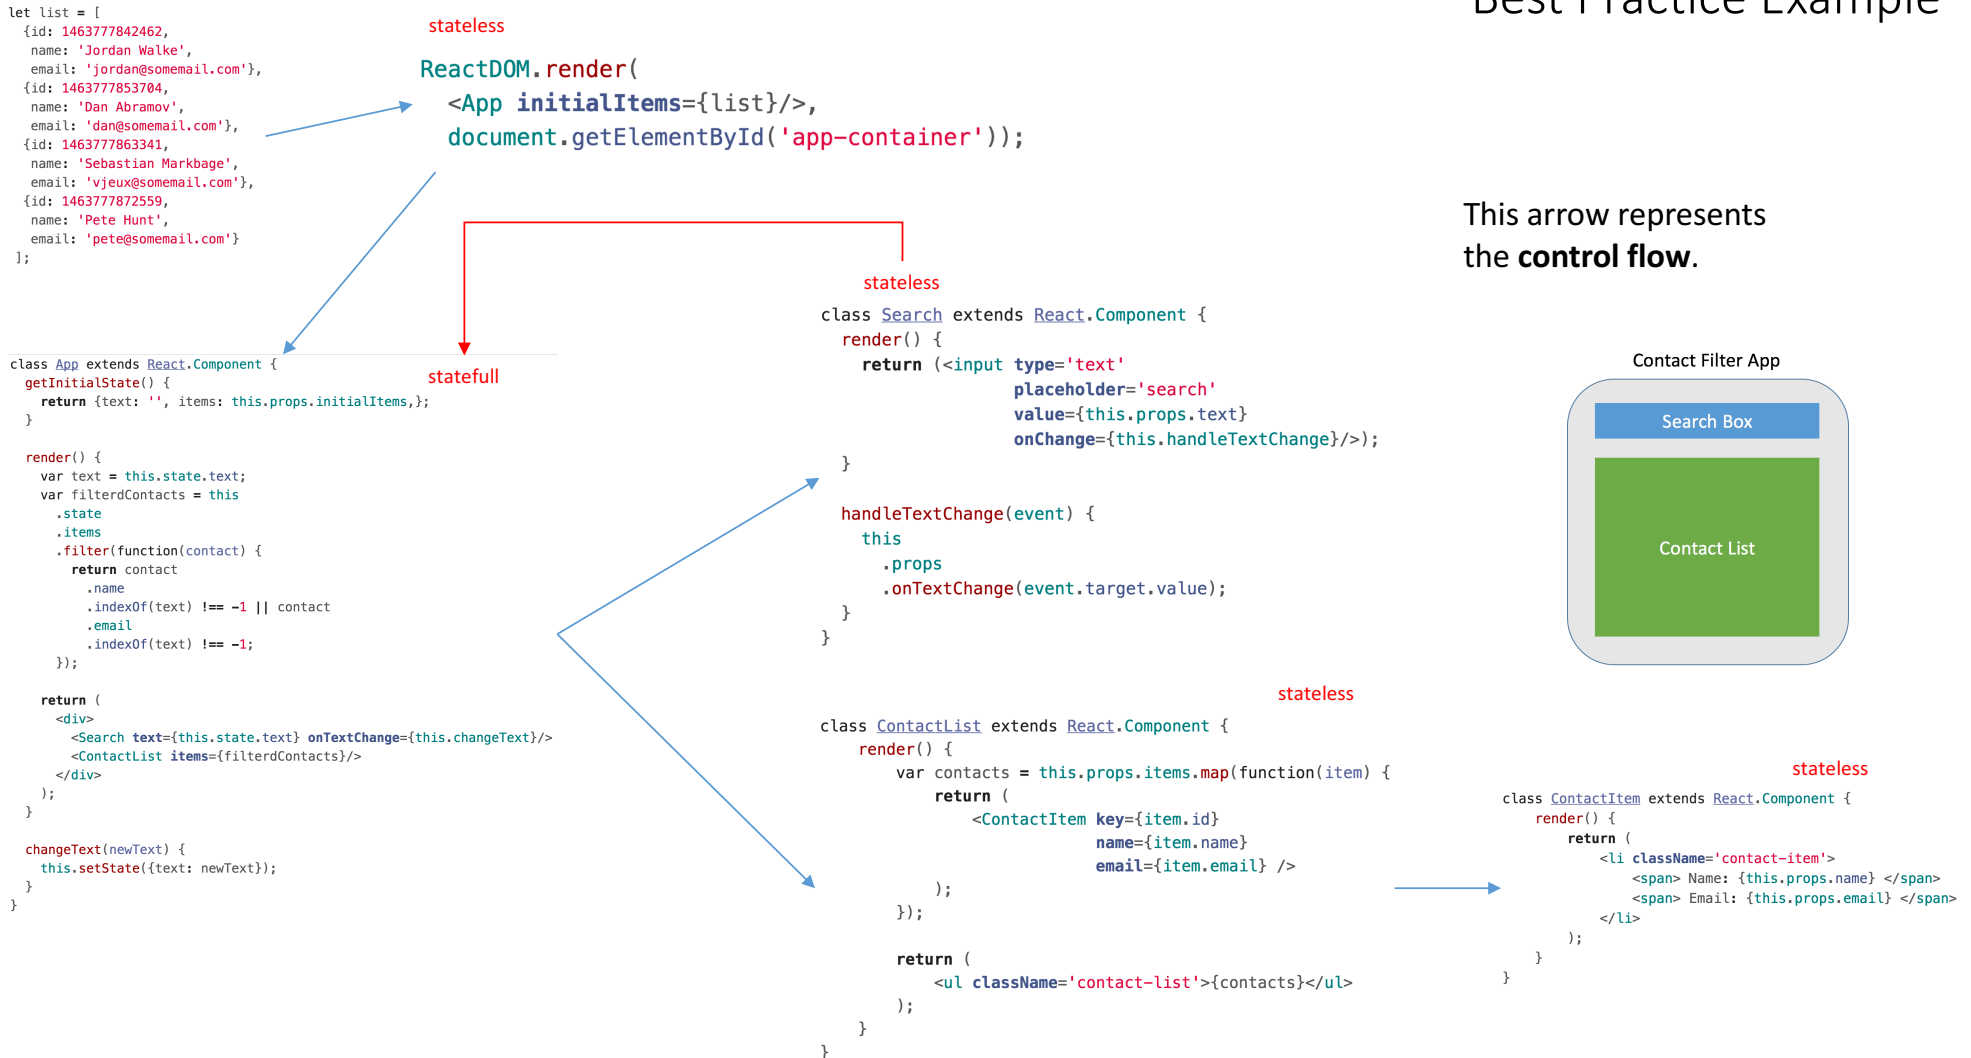 Best Practice Example
let list = [
{id: 1463777842462,
name: 'Jordan Walke',
email: 'jordan@somemail.com'},
{id: 1463777853704,
name: 'Dan Abramov',
email: 'dan@somemail.com'},
{id: 1463777863341,
name: 'Sebastian Markbage',
email: 'vjeux@somemail.com'},
{id: 1463777872559,
name: 'Pete Hunt',
email: 'pete@somemail.com'}
];
stateless
ReactDOM.render(
<App initialItems={list}/>,
document.getElementById('app-container'));
This arrow represents
the control flow.
class App extends React.Component {
statefull
getInitialState() {
return {text: '', items: this.props.initialItems,};
}
render() {
var text = this.state.text;
var filterdContacts = this
.state
.items
.filter(function(contact) {
return contact
.name
.indexOf(text) !== -1 || contact
.email
.indexOf(text) !== -1;
});
return (
<div>
<Search text={this.state.text} onTextChange={this.changeText}/>
<ContactList items={filterdContacts}/>
</div>
);
}
changeText(newText) {
this.setState({text: newText});
}
}
stateless
class Search extends React.Component {
render() {
return (<input type='text'
placeholder='search'
value={this.props.text}
onChange={this.handleTextChange}/>);
}
handleTextChange(event) {
this
.props
.onTextChange(event.target.value);
}
}
Contact Filter App
Search Box
Contact List
stateless
class ContactList extends React.Component {
render() {
var contacts = this.props.items.map(function(item) {
return (
<ContactItem key={item.id}
name={item.name}
email={item.email} />
);
});
return (
<ul className='contact-list'>{contacts}</ul>
);
}
}
stateless
class ContactItem extends React.Component {
render() {
return (
<li className='contact-item'>
<span> Name: {this.props.name} </span>
<span> Email: {this.props.email} </span>
</li>
);
}
}